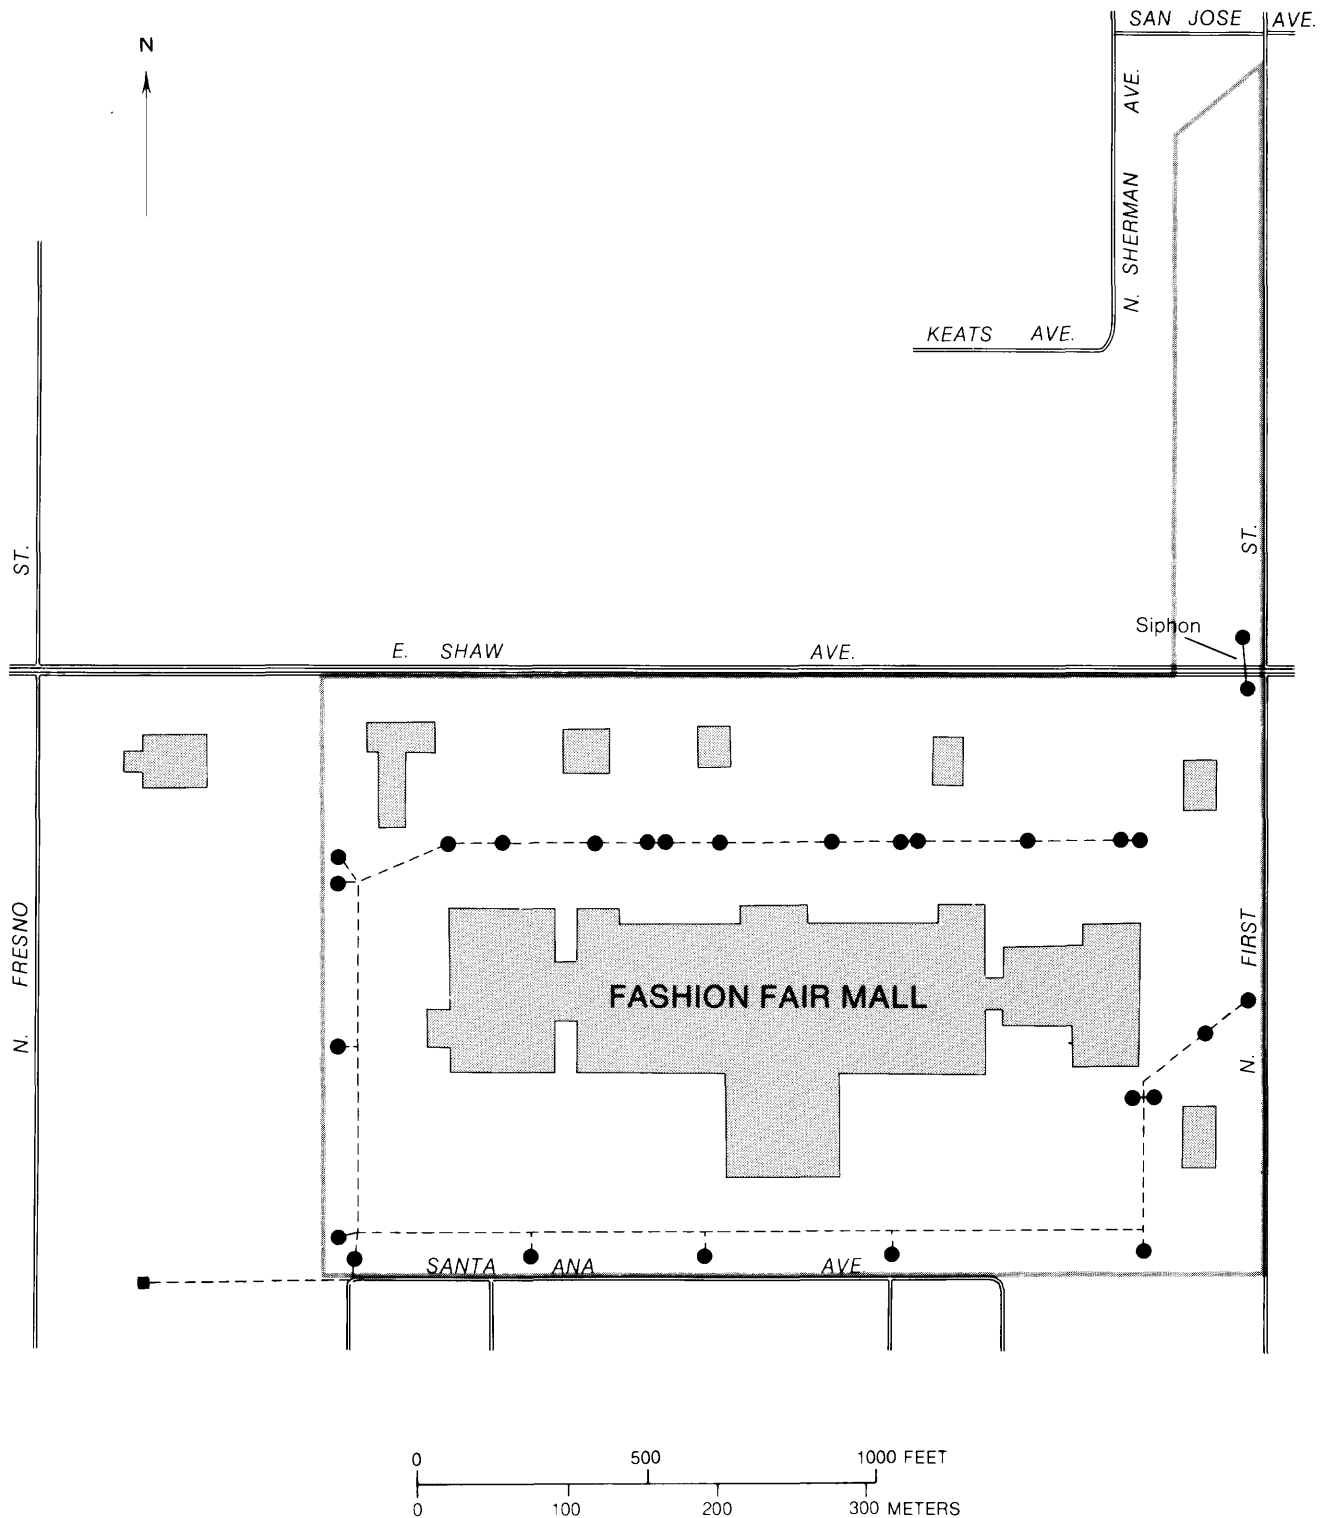 SAN JOSE AVE.
N
N. SHERMAN AVE.
KEATS AVE.
ST.
ST.
Siphon
E. SHAW AVE.
N. FRESNO
N. FIRST
FASHION FAIR MALL
SANTA ANA AVE
0 500 1000 FEET
0 100 200 300 METERS